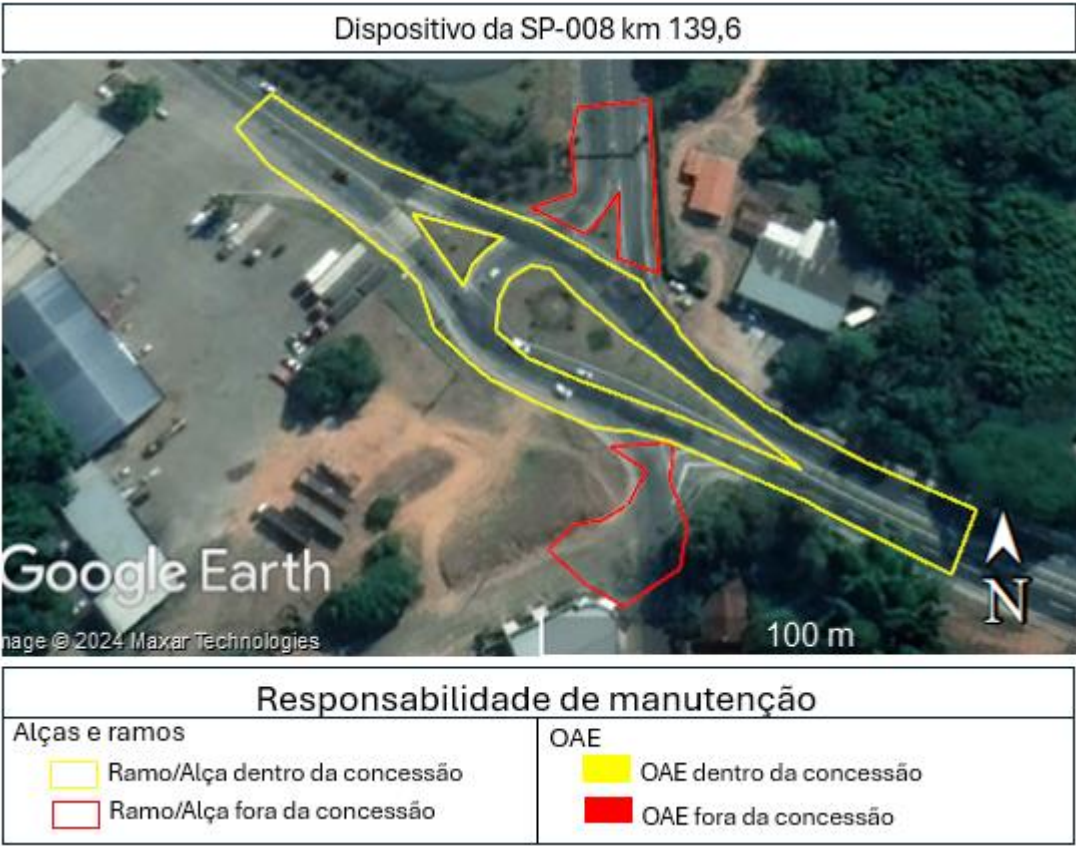 Dispositivo da SP-008 km 139,6
N
Google Earth
nage © 2024 Maxar Technologies
100 m
Responsabilidade de manutenção
Alças e ramos
Ramo/Alça dentro da concessão
Ramo/Alça fora da concessão
OAE
OAE dentro da concessão
OAE fora da concessão